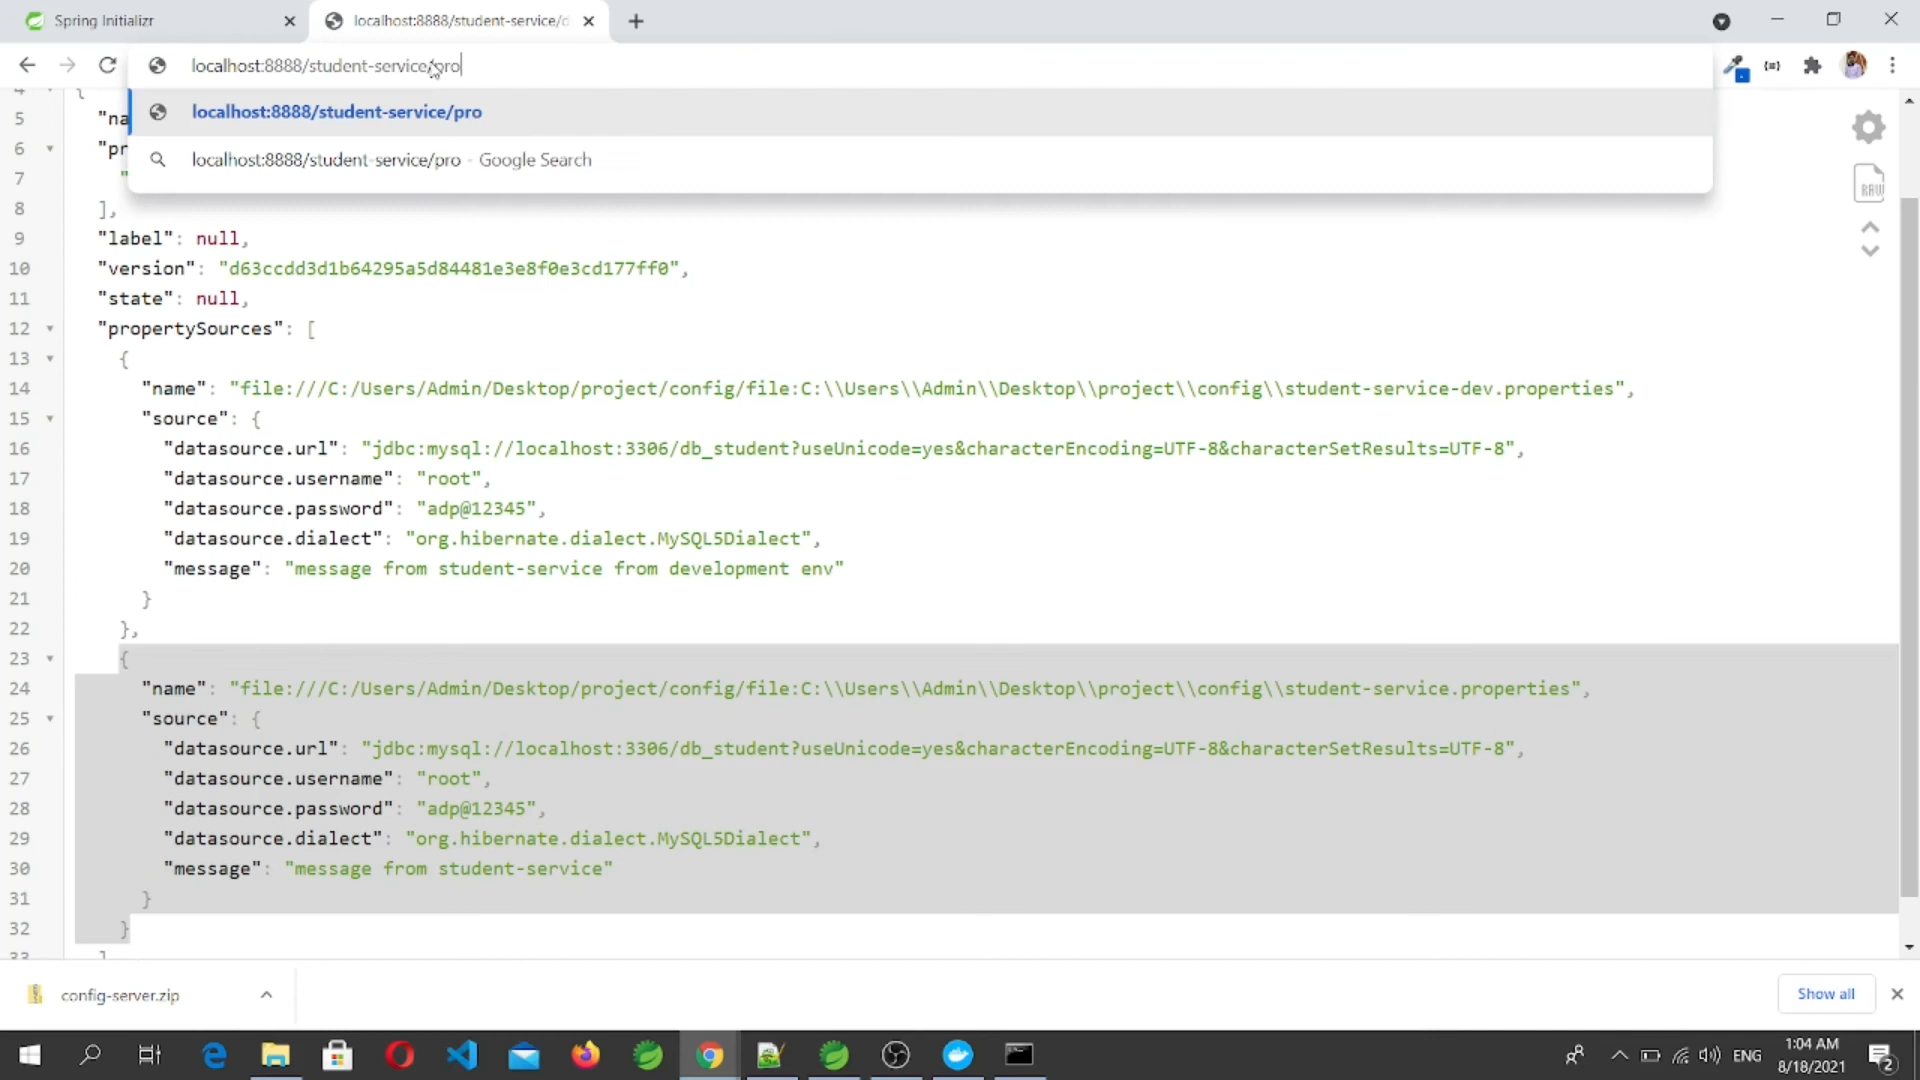 Spring Initializr
localhost:8888/student-service/d
localhost:8888/student-service/pro
localhost:8888/student-service/pro
localhost:8888/student-service/pro - Google Search
4 {
5 "na
6 "pr
7 "
8 ],
9 "label": null,
10 "version": "d63ccdd3d1b64295a5d84481e3e8f0e3cd177ff0",
11 "state": null,
12 "propertySources": [
13 {
14 "name": "file:///C:/Users/Admin/Desktop/project/config/file:C:\\Users\\Admin\\Desktop\\project\\config\\student-service-dev.properties",
15 "source": {
16 "datasource.url": "jdbc:mysql://localhost:3306/db_student?useUnicode=yes&characterEncoding=UTF-8&characterSetResults=UTF-8",
17 "datasource.username": "root",
18 "datasource.password": "adp@12345",
19 "datasource.dialect": "org.hibernate.dialect.MySQL5Dialect",
20 "message": "message from student-service from development env"
21 }
22 },
23 {
24 "name": "file:///C:/Users/Admin/Desktop/project/config/file:C:\\Users\\Admin\\Desktop\\project\\config\\student-service.properties",
25 "source": {
26 "datasource.url": "jdbc:mysql://localhost:3306/db_student?useUnicode=yes&characterEncoding=UTF-8&characterSetResults=UTF-8",
27 "datasource.username": "root",
28 "datasource.password": "adp@12345",
29 "datasource.dialect": "org.hibernate.dialect.MySQL5Dialect",
30 "message": "message from student-service"
31 }
32 }
33 ]
RAW
config-server.zip
Show all
ENG
1:04 AM
8/18/2021
2